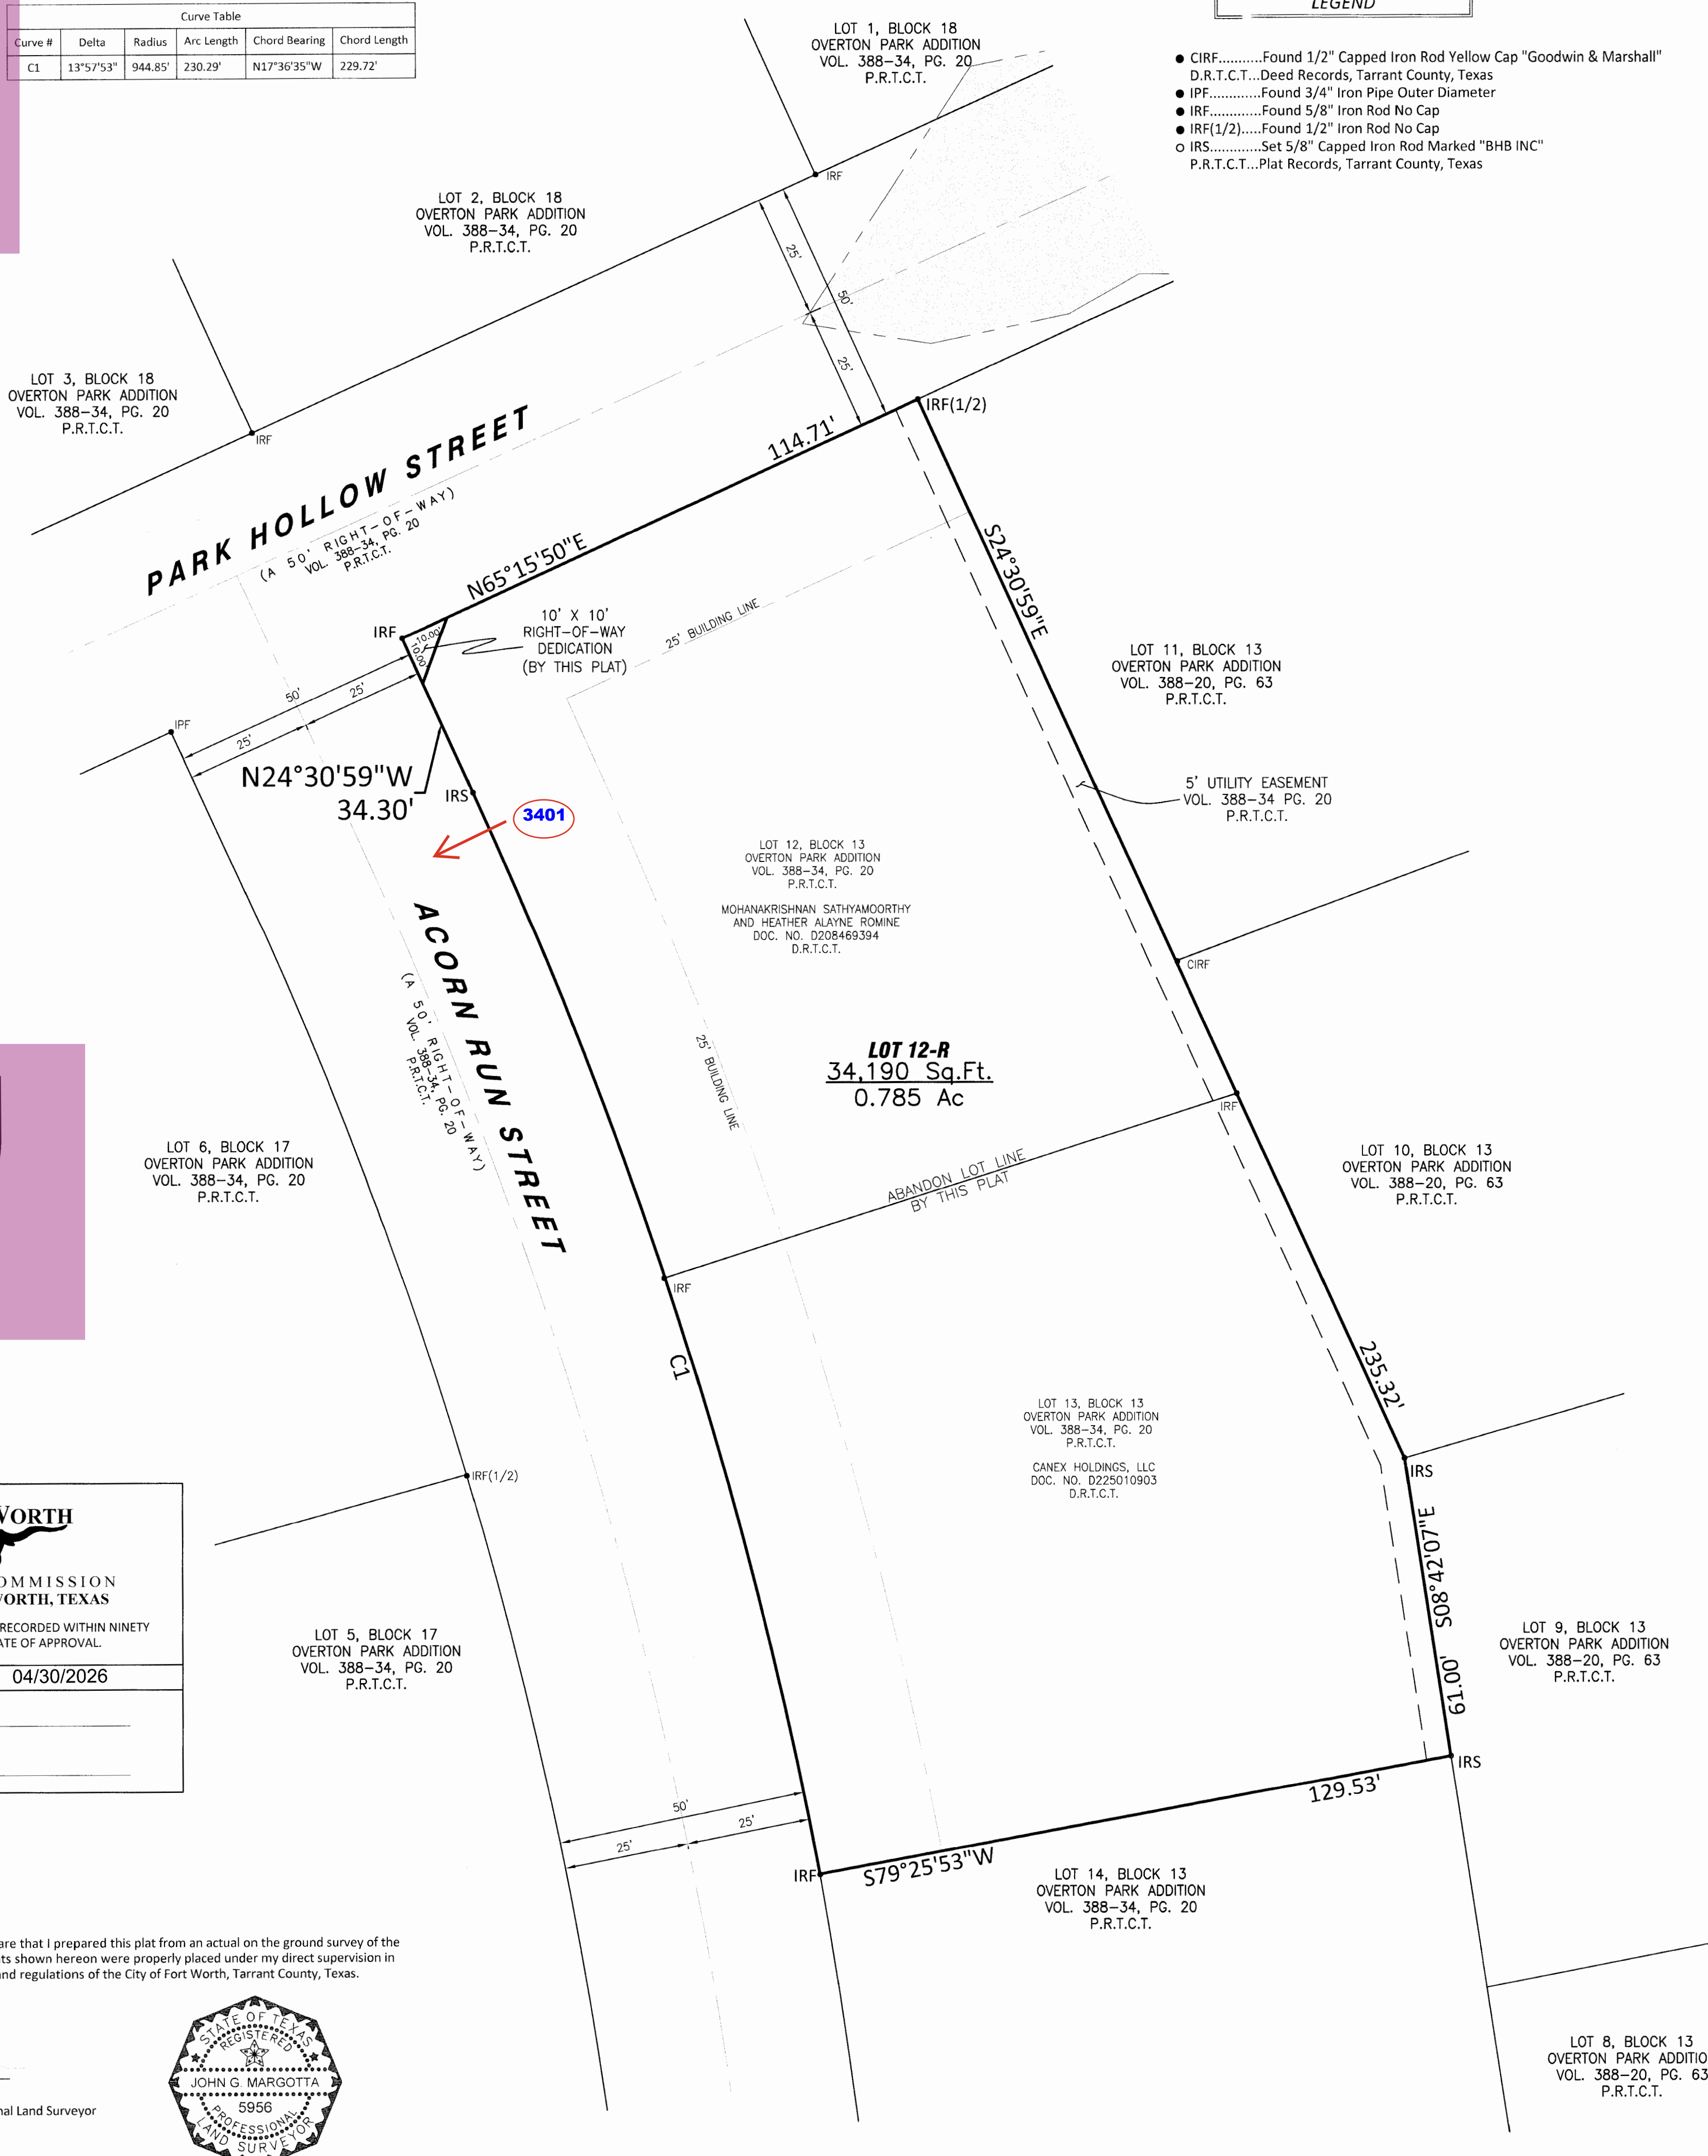 Curve Table
Curve # Delta Radius Arc Length Chord Bearing Chord Length
C1 13°57'53" 944.85' 230.29' N17°36'35"W 229.72'
LEGEND
CIRF...........Found 1/2" Capped Iron Rod Yellow Cap "Goodwin & Marshall"
D.R.T.C.T...Deed Records, Tarrant County, Texas
IPF.............Found 3/4" Iron Pipe Outer Diameter
IRF.............Found 5/8" Iron Rod No Cap
IRF(1/2).....Found 1/2" Iron Rod No Cap
IRS.............Set 5/8" Capped Iron Rod Marked "BHB INC"
P.R.T.C.T...Plat Records, Tarrant County, Texas
LOT 1, BLOCK 18
OVERTON PARK ADDITION
VOL. 388-34, PG. 20
P.R.T.C.T.
IRF
LOT 2, BLOCK 18
OVERTON PARK ADDITION
VOL. 388-34, PG. 20
P.R.T.C.T.
25'
50'
25'
LOT 3, BLOCK 18
OVERTON PARK ADDITION
VOL. 388-34, PG. 20
P.R.T.C.T.
IRF
PARK HOLLOW STREET
(A 50' RIGHT-OF-WAY)
VOL. 388-34, PG. 20
P.R.T.C.T.
IRF(1/2)
114.71'
N65°15'50"E
S24°30'59"E
IRF
10.00'
10.00'
10' X 10'
RIGHT-OF-WAY
DEDICATION
(BY THIS PLAT)
25' BUILDING LINE
LOT 11, BLOCK 13
OVERTON PARK ADDITION
VOL. 388-20, PG. 63
P.R.T.C.T.
50'
25'
25'
IPF
N24°30'59"W
34.30'
IRS
3401
5' UTILITY EASEMENT
VOL. 388-34 PG. 20
P.R.T.C.T.
LOT 12, BLOCK 13
OVERTON PARK ADDITION
VOL. 388-34, PG. 20
P.R.T.C.T.
MOHANAKRISHNAN SATHYAMOORTHY
AND HEATHER ALAYNE ROMINE
DOC. NO. D208469394
D.R.T.C.T.
CIRF
ACORN RUN STREET
(A 50' RIGHT-OF-WAY)
VOL. 388-34, PG. 20
P.R.T.C.T.
25' BUILDING LINE
LOT 12-R
34,190 Sq.Ft.
0.785 Ac
IRF
ABANDON LOT LINE
BY THIS PLAT
LOT 6, BLOCK 17
OVERTON PARK ADDITION
VOL. 388-34, PG. 20
P.R.T.C.T.
LOT 10, BLOCK 13
OVERTON PARK ADDITION
VOL. 388-20, PG. 63
P.R.T.C.T.
IRF
C1
235.32'
LOT 13, BLOCK 13
OVERTON PARK ADDITION
VOL. 388-34, PG. 20
P.R.T.C.T.
CANEX HOLDINGS, LLC
DOC. NO. D225010903
D.R.T.C.T.
IRF(1/2)
IRS
S08°42'07"E
61.00'
WORTH
OMMISSION
WORTH, TEXAS
RECORDED WITHIN NINETY
ATE OF APPROVAL.
04/30/2026
LOT 5, BLOCK 17
OVERTON PARK ADDITION
VOL. 388-34, PG. 20
P.R.T.C.T.
LOT 9, BLOCK 13
OVERTON PARK ADDITION
VOL. 388-20, PG. 63
P.R.T.C.T.
IRS
129.53'
50'
25'
25'
IRF
S79°25'53"W
LOT 14, BLOCK 13
OVERTON PARK ADDITION
VOL. 388-34, PG. 20
P.R.T.C.T.
are that I prepared this plat from an actual on the ground survey of the
ts shown hereon were properly placed under my direct supervision in
nd regulations of the City of Fort Worth, Tarrant County, Texas.
STATE OF TEXAS
REGISTERED
JOHN G. MARGOTTA
5956
PROFESSIONAL
LAND SURVEYOR
nal Land Surveyor
LOT 8, BLOCK 13
OVERTON PARK ADDITIO
VOL. 388-20, PG. 63
P.R.T.C.T.